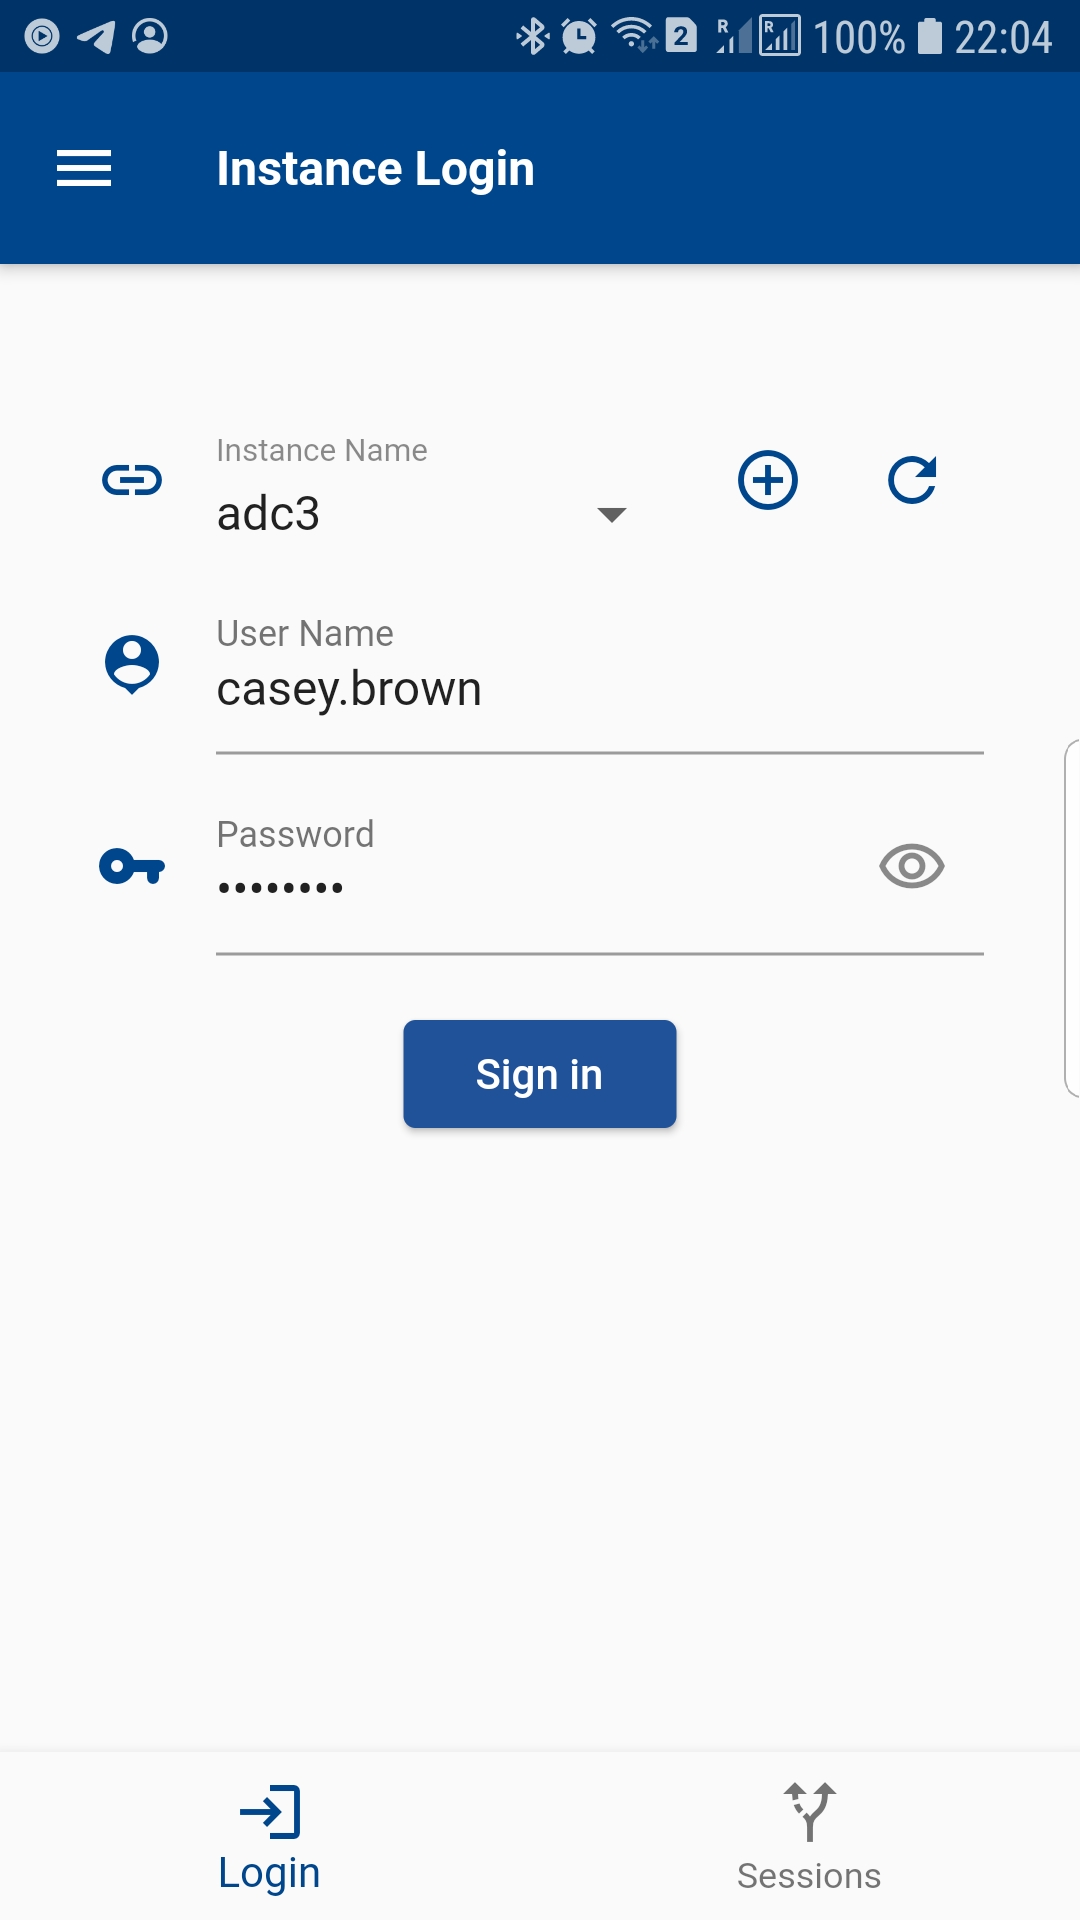 2 R R 100% 22:04
Instance Login
Instance Name
adc3
User Name
casey.brown
Password
••••••••
Sign in
Login
Sessions